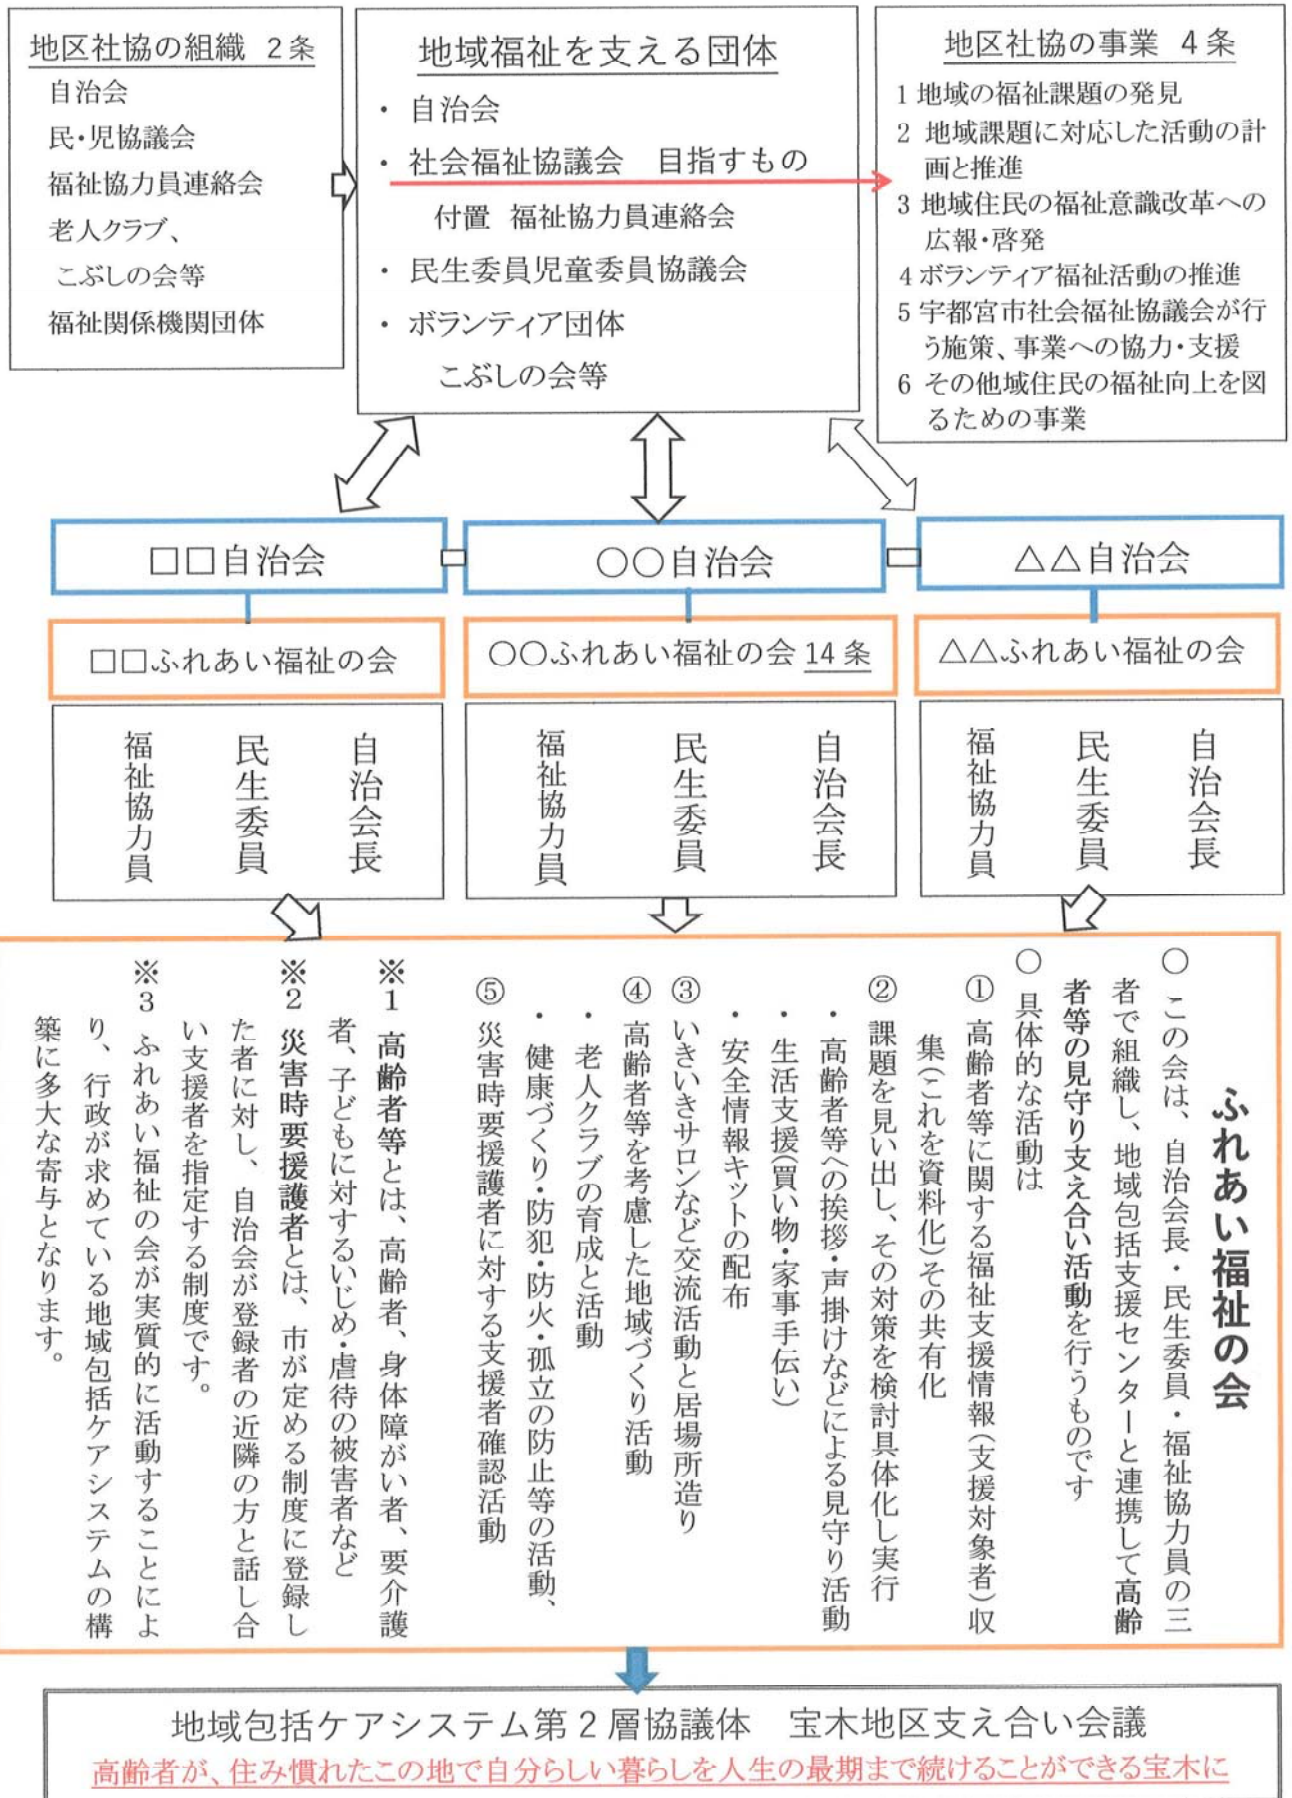 地区社協の組織 2条
自治会
民・児協議会
福祉協力員連絡会
老人クラブ、
こぶしの会等
福祉関係機関団体
地域福祉を支える団体
・ 自治会
・ 社会福祉協議会 目指すもの
付置 福祉協力員連絡会
・ 民生委員児童委員協議会
・ ボランティア団体
こぶしの会等
地区社協の事業 4条
1 地域の福祉課題の発見
2 地域課題に対応した活動の計
画と推進
3 地域住民の福祉意識改革への
広報・啓発
4 ボランティア福祉活動の推進
5 宇都宮市社会福祉協議会が行
う施策、事業への協力・支援
6 その他域住民の福祉向上を図
るための事業
□□自治会
○○自治会
△△自治会
□□ふれあい福祉の会
○○ふれあい福祉の会 14条
△△ふれあい福祉の会
自治会長
民生委員
福祉協力員
自治会長
民生委員
福祉協力員
自治会長
民生委員
福祉協力員
ふれあい福祉の会
○ この会は、自治会長・民生委員・福祉協力員の三
者で組織し、地域包括支援センターと連携して高齢
者等の見守り支え合い活動を行うものです
○ 具体的な活動は
① 高齢者等に関する福祉支援情報(支援対象者)収
集(これを資料化)その共有化
② 課題を見い出し、その対策を検討具体化し実行
・高齢者等への挨拶・声掛けなどによる見守り活動
・生活支援(買い物・家事手伝い)
・安全情報キットの配布
③ いきいきサロンなど交流活動と居場所造り
④ 高齢者等を考慮した地域づくり活動
・老人クラブの育成と活動
・健康づくり・防犯・防火・孤立の防止等の活動、
⑤ 災害時要援護者に対する支援者確認活動
※1 高齢者等とは、高齢者、身体障がい者、要介護
者、子どもに対するいじめ・虐待の被害者など
※2 災害時要援護者とは、市が定める制度に登録し
た者に対し、自治会が登録者の近隣の方と話し合
い支援者を指定する制度です。
※3 ふれあい福祉の会が実質的に活動することによ
り、行政が求めている地域包括ケアシステムの構
築に多大な寄与となります。
地域包括ケアシステム第2層協議体 宝木地区支え合い会議
高齢者が、住み慣れたこの地で自分らしい暮らしを人生の最期まで続けることができる宝木に